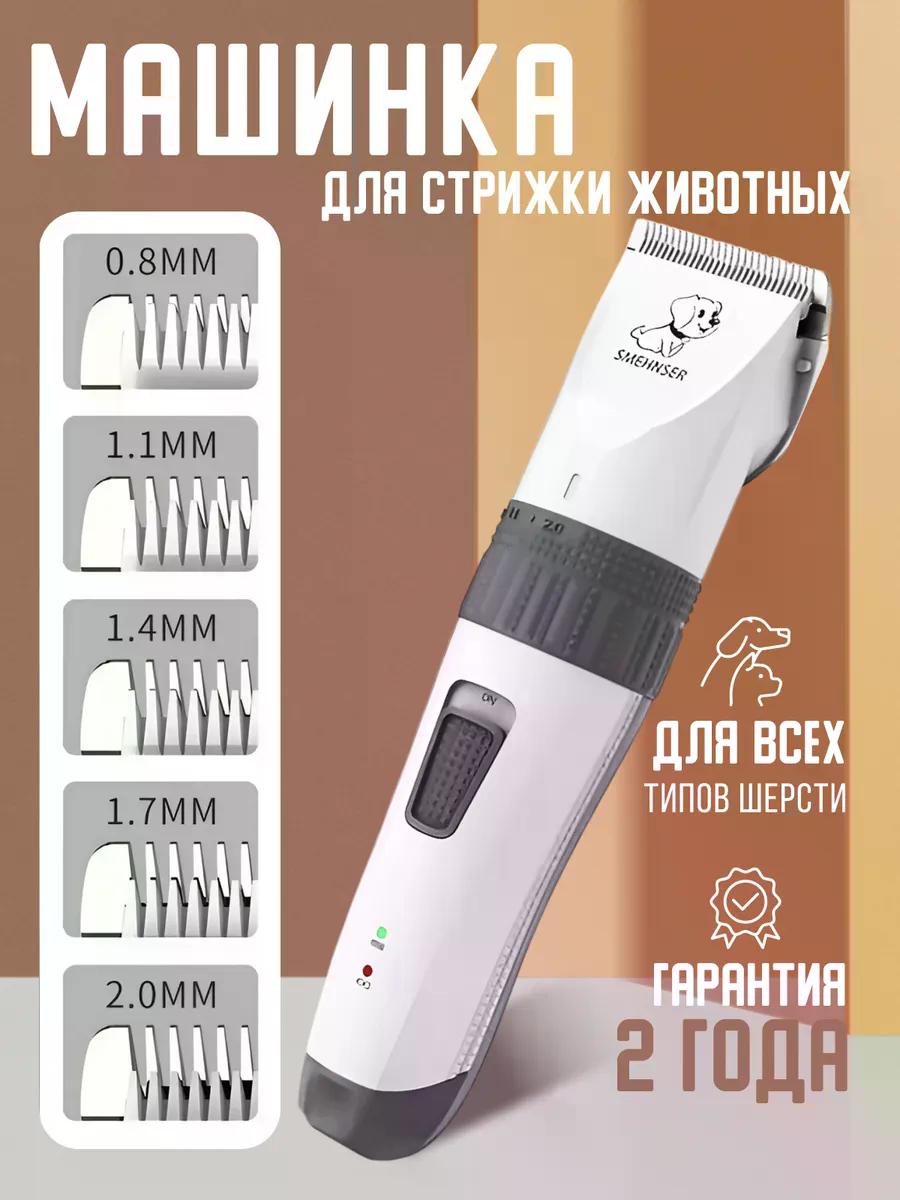 МАШИНКА
ДЛЯ СТРИЖКИ ЖИВОТНЫХ
0.8MM
1.1MM
1.4MM
1.7MM
2.0MM
SMEHNSER
ON
ДЛЯ ВСЕХ
ТИПОВ ШЕРСТИ
ГАРАНТИЯ
2 ГОДА